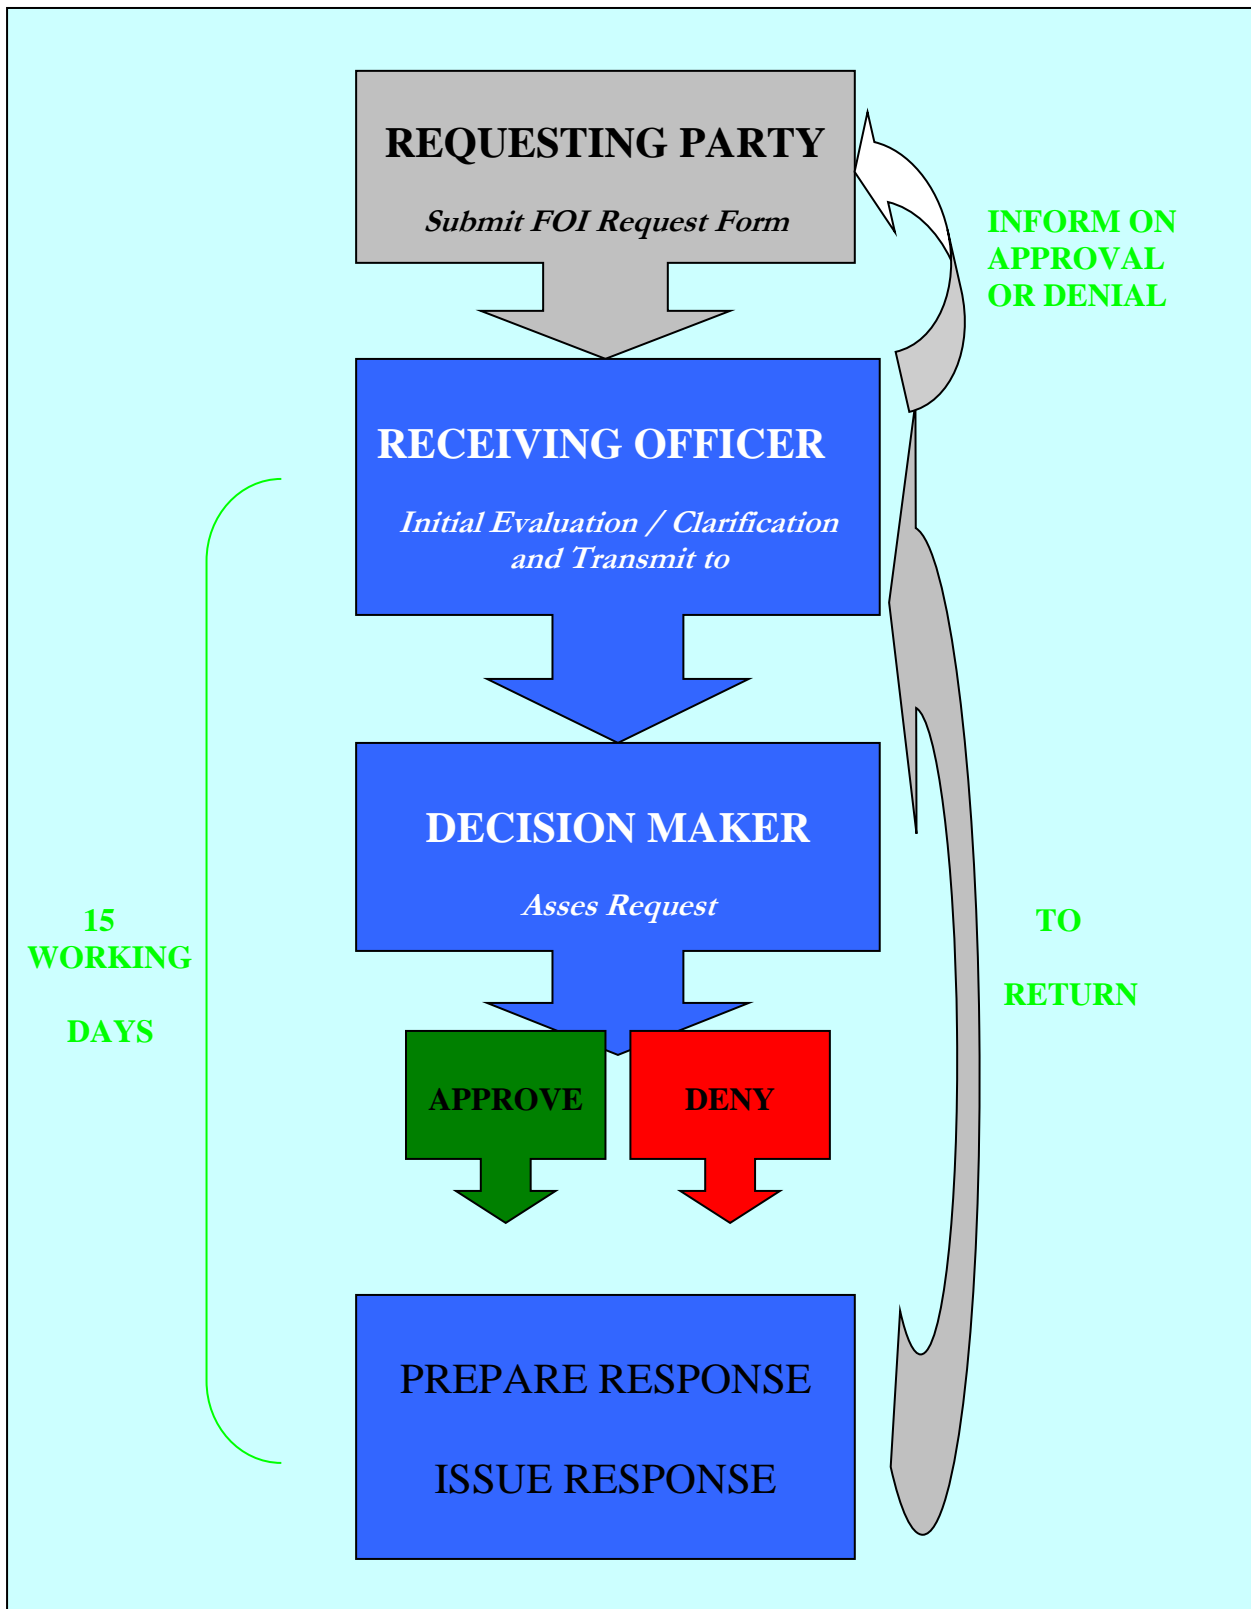 REQUESTING PARTY
Submit FOI Request Form
INFORM ON
APPROVAL
OR DENIAL
RECEIVING OFFICER
Initial Evaluation / Clarification
and Transmit to
DECISION MAKER
Asses Request
15
WORKING
DAYS
TO
RETURN
APPROVE
DENY
PREPARE RESPONSE
ISSUE RESPONSE